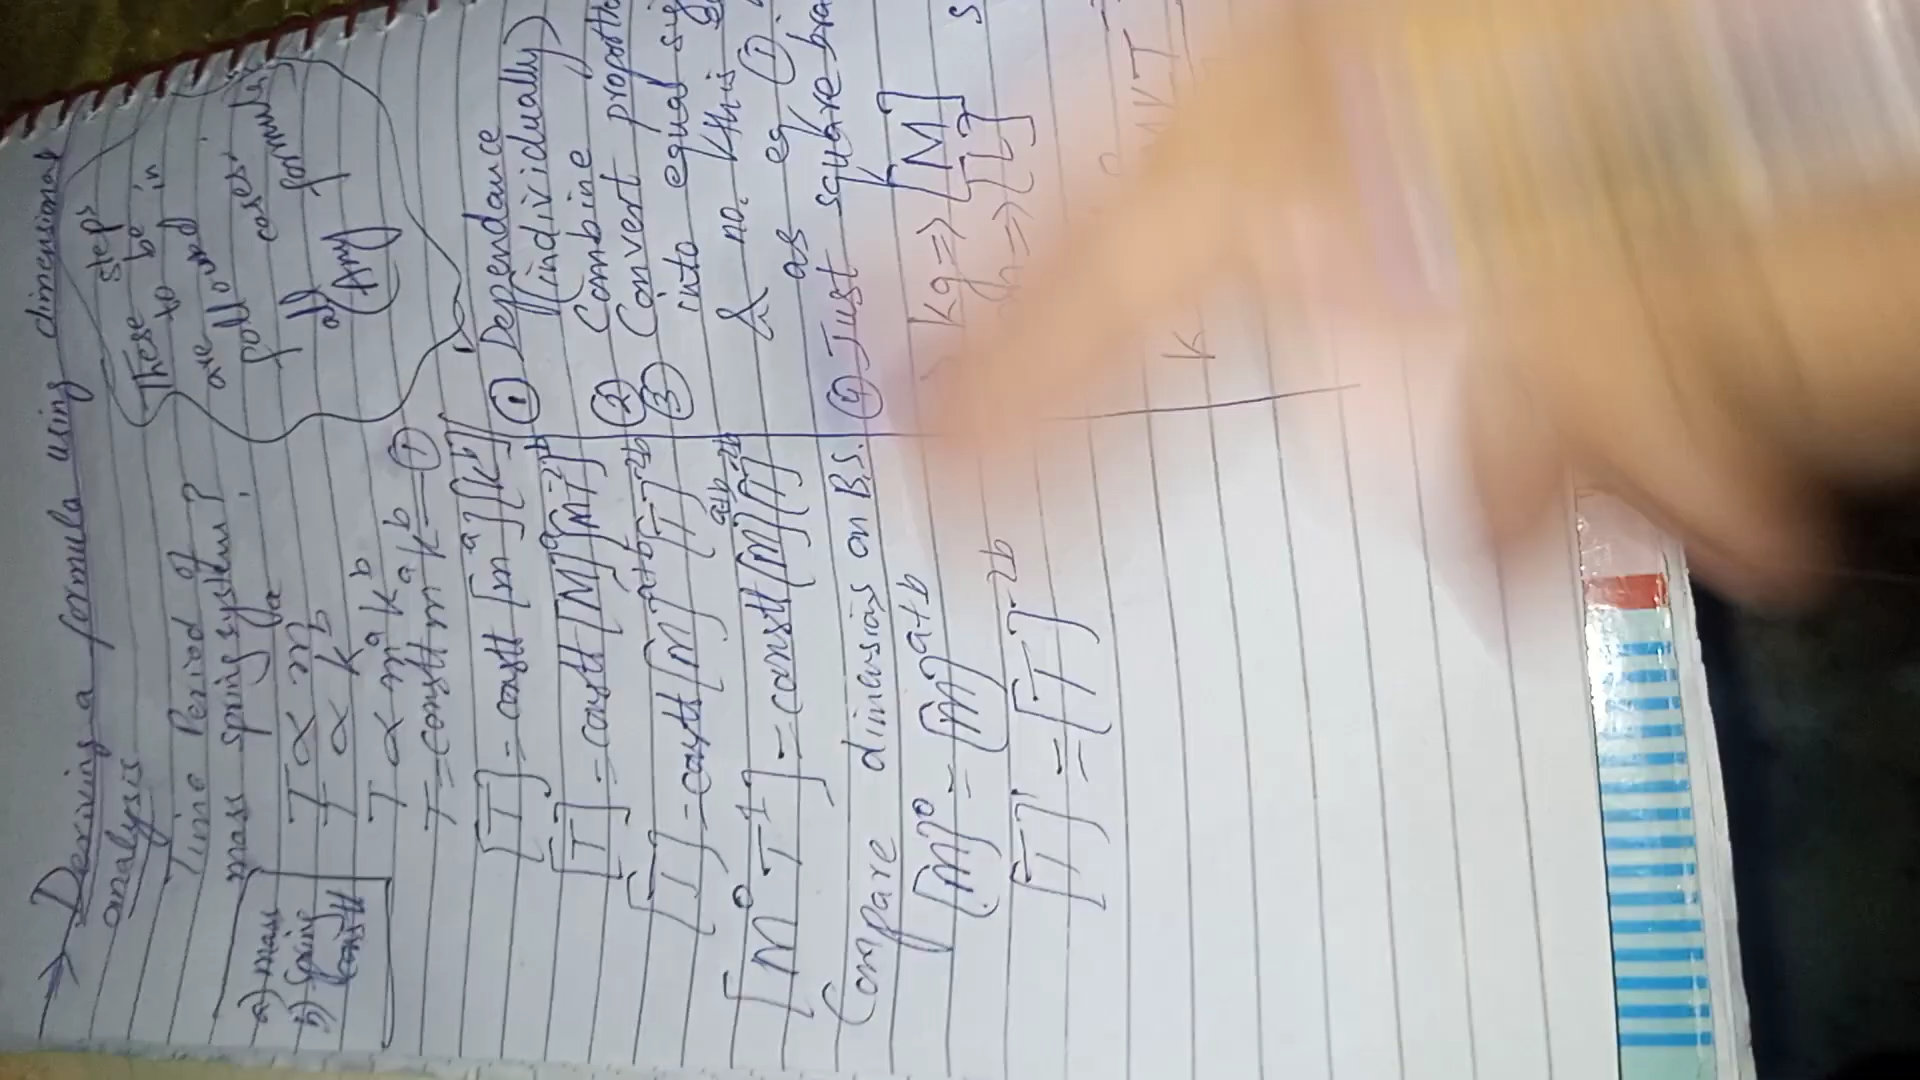 → Deriving a formula using dimensional
analysis
Time Period of
mass spring system?
a) mass
b) Spring
constt
T ∝ m^a
T ∝ k^b
T ∝ m^a k^b
T = constt m^a k^b — ①
[T] = constt [m^a][k^b]
[T] = constt [M]^a [MT^-2]^b
[T] = constt [M]^a+b [T]^-2b
[M^0 T^1] = constt [M]^a+b [T]^-2b
Compare dimensions on B.S.
[M]^0 = [M]^a+b
[T]^1 = [T]^-2b
These steps
are to be
followed in
all cases
(Any formula)
① Dependance
(individually)
② Combine
③ Convert
into equal
& no. (this
as eq ①
④ Just square
kg ⇒ [M]
⇒ [L]
K